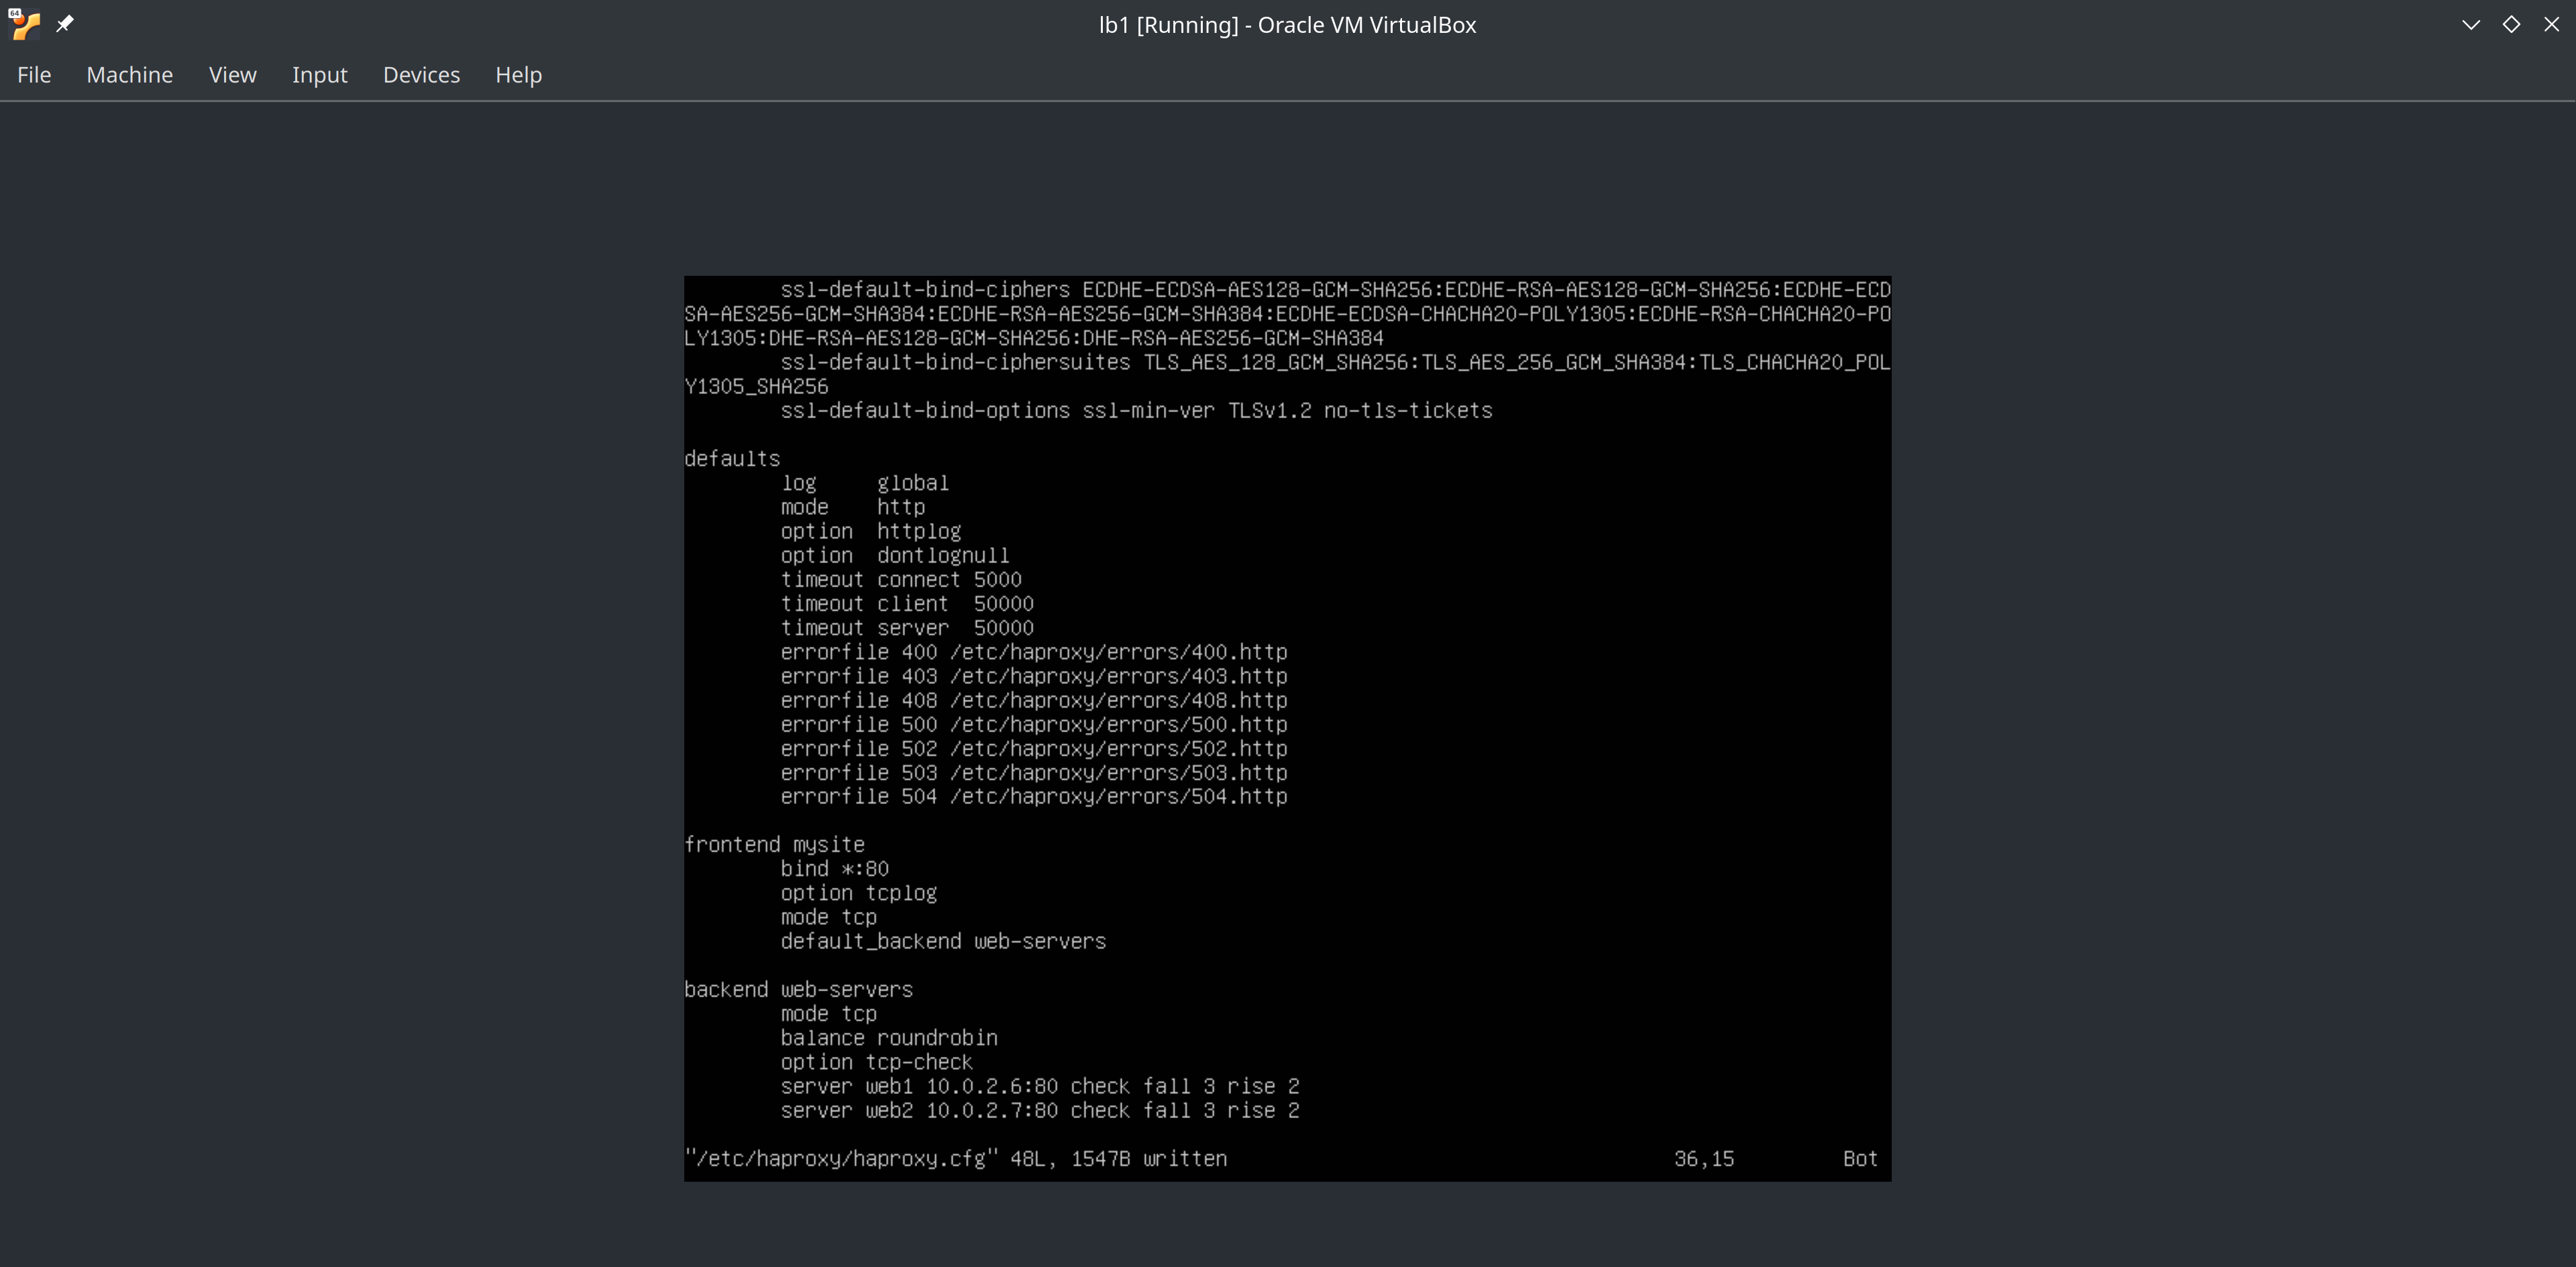 64
lb1 [Running] - Oracle VM VirtualBox
File Machine View Input Devices Help
ssl-default-bind-ciphers ECDHE-ECDSA-AES128-GCM-SHA256:ECDHE-RSA-AES128-GCM-SHA256:ECDHE-ECD
SA-AES256-GCM-SHA384:ECDHE-RSA-AES256-GCM-SHA384:ECDHE-ECDSA-CHACHA20-POLY1305:ECDHE-RSA-CHACHA20-PO
LY1305:DHE-RSA-AES128-GCM-SHA256:DHE-RSA-AES256-GCM-SHA384
ssl-default-bind-ciphersuites TLS_AES_128_GCM_SHA256:TLS_AES_256_GCM_SHA384:TLS_CHACHA20_POL
Y1305_SHA256
ssl-default-bind-options ssl-min-ver TLSv1.2 no-tls-tickets
defaults
log global
mode http
option httplog
option dontlognull
timeout connect 5000
timeout client 50000
timeout server 50000
errorfile 400 /etc/haproxy/errors/400.http
errorfile 403 /etc/haproxy/errors/403.http
errorfile 408 /etc/haproxy/errors/408.http
errorfile 500 /etc/haproxy/errors/500.http
errorfile 502 /etc/haproxy/errors/502.http
errorfile 503 /etc/haproxy/errors/503.http
errorfile 504 /etc/haproxy/errors/504.http
frontend mysite
bind *:80
option tcplog
mode tcp
default_backend web-servers
backend web-servers
mode tcp
balance roundrobin
option tcp-check
server web1 10.0.2.6:80 check fall 3 rise 2
server web2 10.0.2.7:80 check fall 3 rise 2
"/etc/haproxy/haproxy.cfg" 48L, 1547B written 36,15 Bot